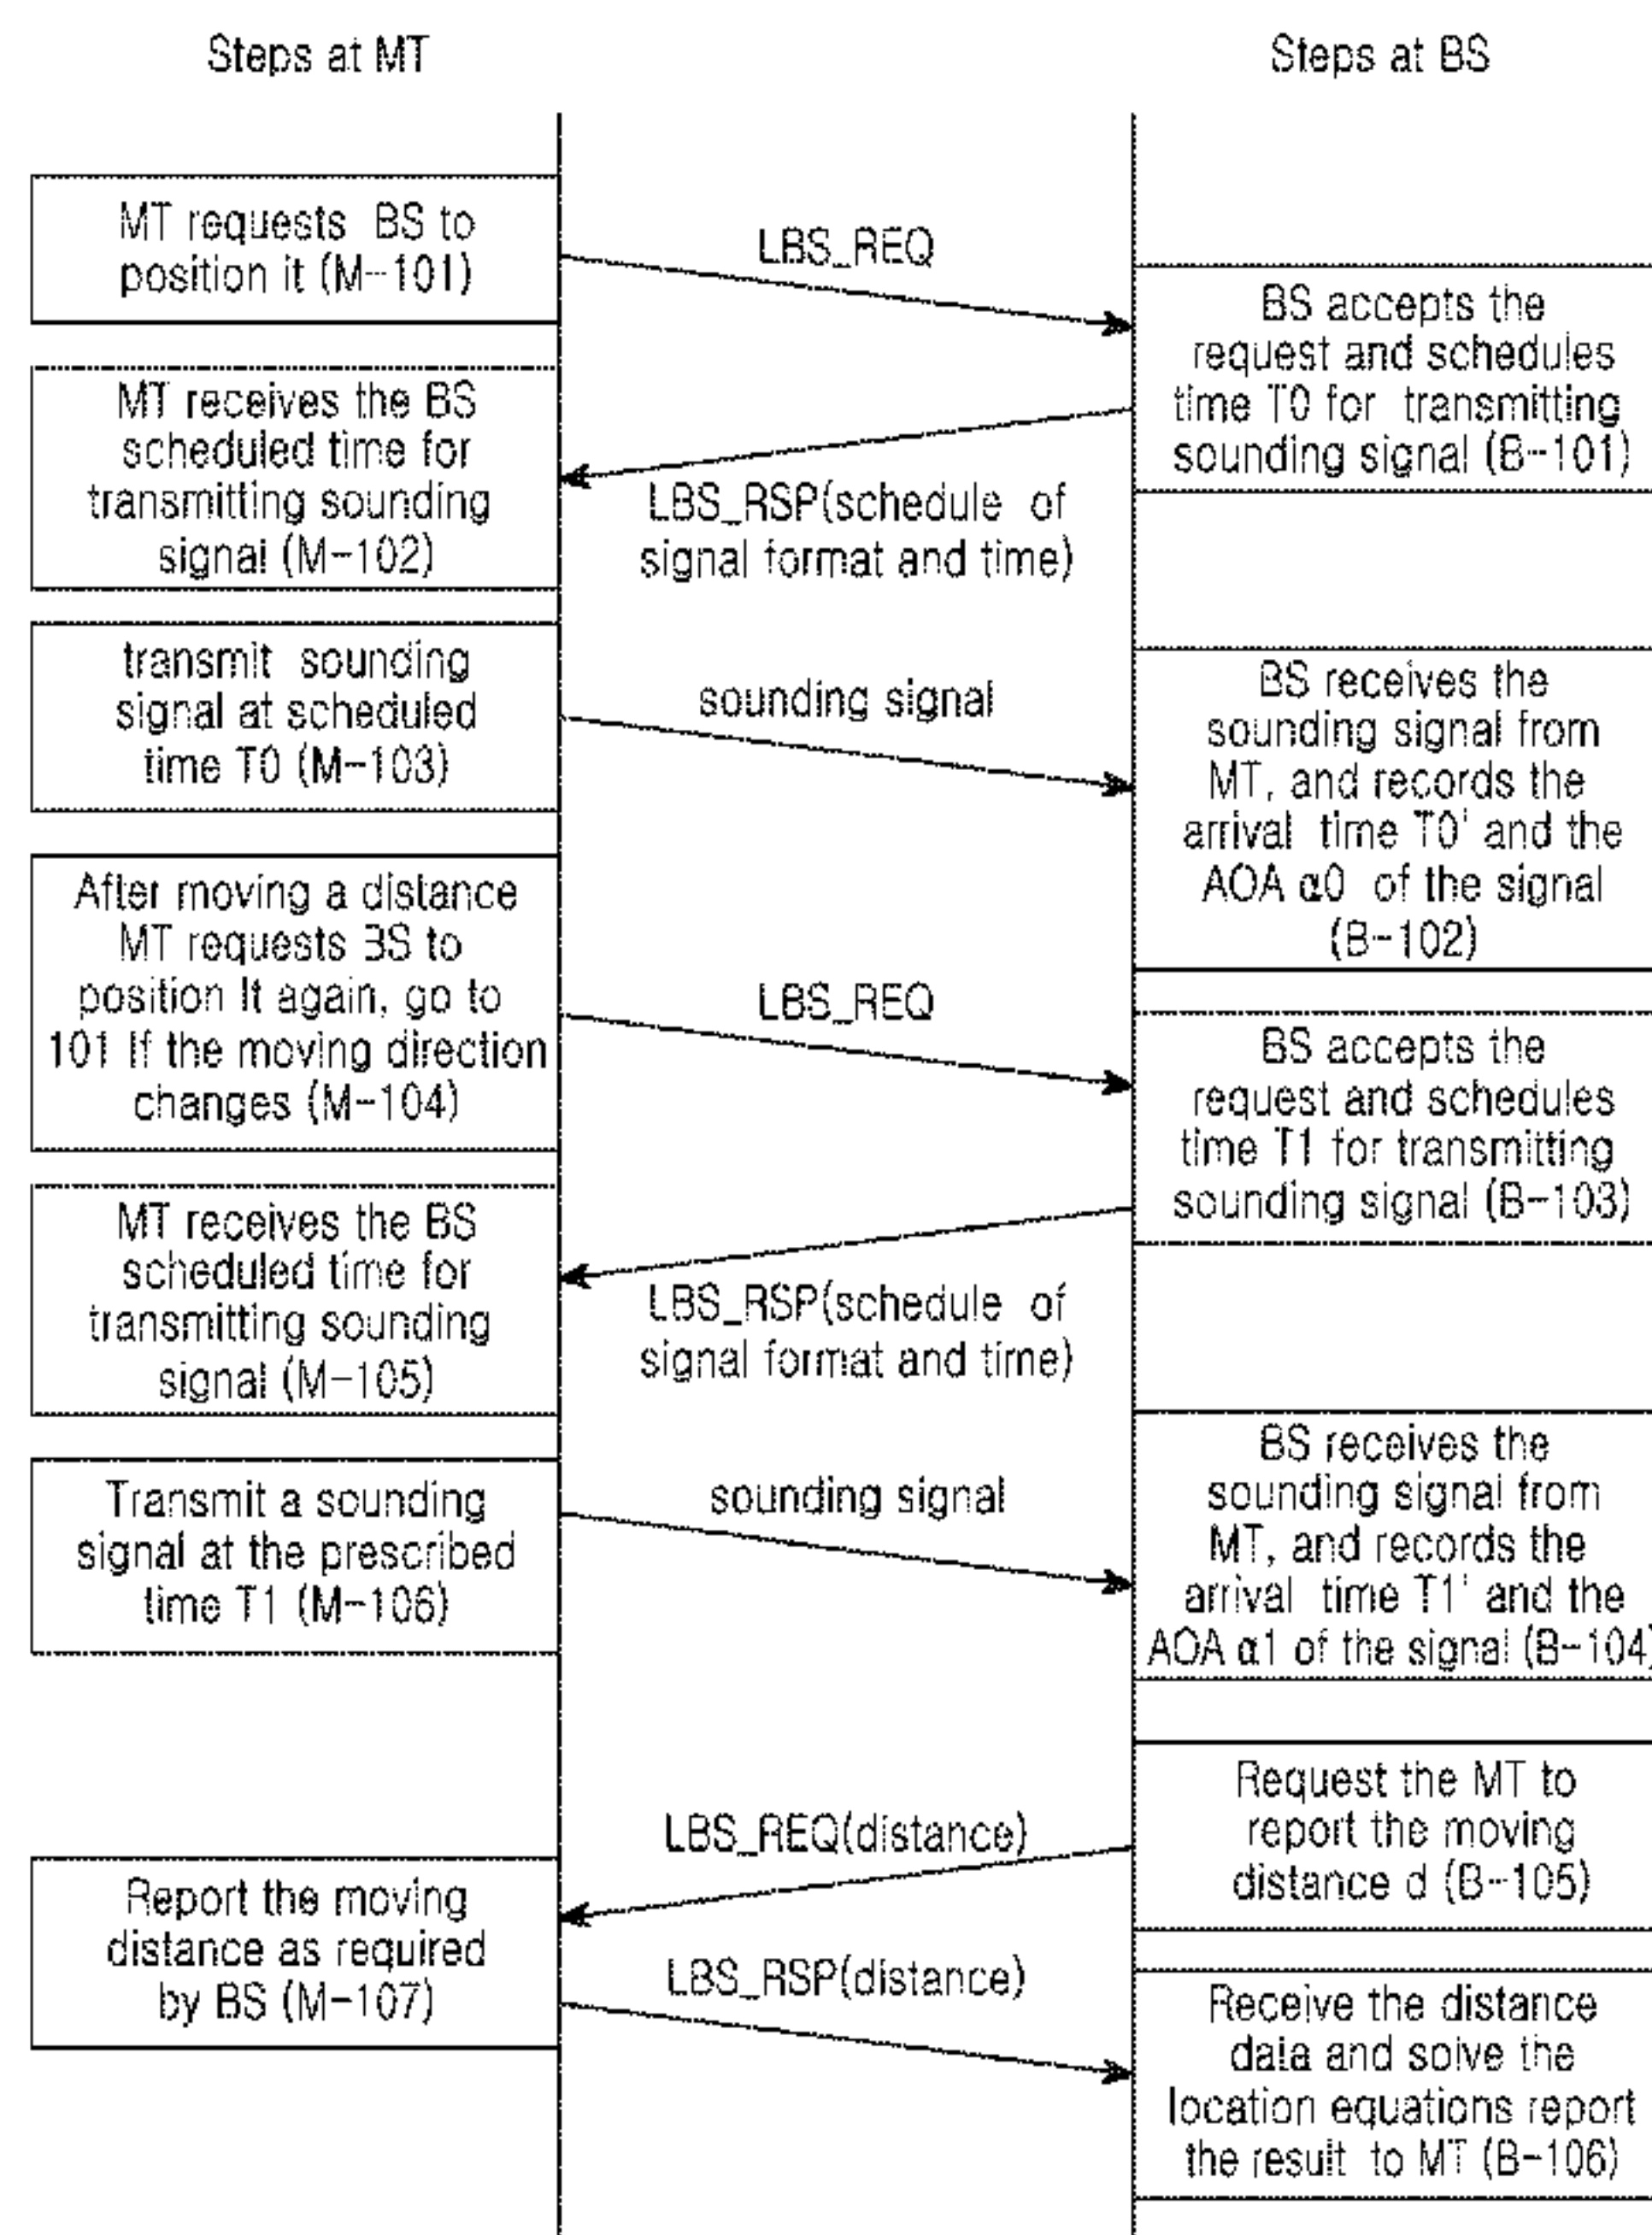 Steps at MT
Steps at BS
MT requests BS to
position it (M-101)
LBS_REQ
BS accepts the
request and schedules
time T0 for transmitting
sounding signal (B-101)
MT receives the BS
scheduled time for
transmitting sounding
signal (M-102)
LBS_RSP(schedule of
signal format and time)
transmit sounding
signal at scheduled
time T0 (M-103)
sounding signal
BS receives the
sounding signal from
MT, and records the
arrival time T0' and the
AOA α0 of the signal
(B-102)
After moving a distance
MT requests BS to
position it again, go to
101 If the moving direction
changes (M-104)
LBS_REQ
BS accepts the
request and schedules
time T1 for transmitting
sounding signal (B-103)
MT receives the BS
scheduled time for
transmitting sounding
signal (M-105)
LBS_RSP(schedule of
signal format and time)
Transmit a sounding
signal at the prescribed
time T1 (M-106)
sounding signal
BS receives the
sounding signal from
MT, and records the
arrival time T1' and the
AOA α1 of the signal (B-104)
Request the MT to
report the moving
distance d (B-105)
LBS_REQ(distance)
Report the moving
distance as required
by BS (M-107)
LBS_RSP(distance)
Receive the distance
data and solve the
location equations report
the result to MT (B-106)